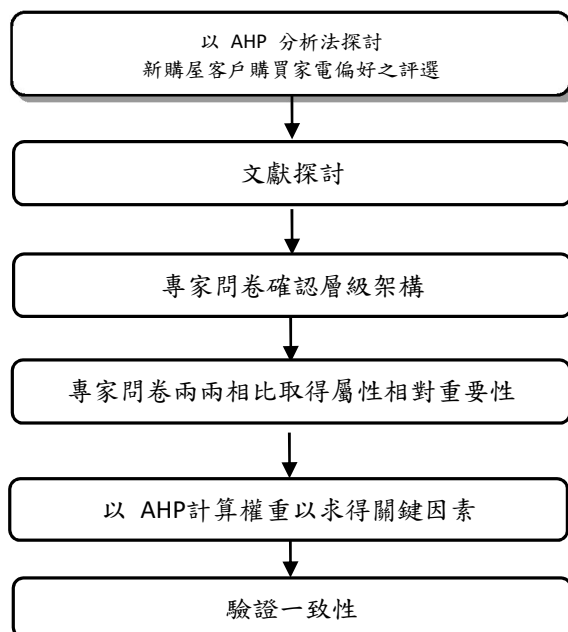 以 AHP 分析法探討
新購屋客戶購買家電偏好之評選
文獻探討
專家問卷確認層級架構
專家問卷兩兩相比取得屬性相對重要性
以 AHP計算權重以求得關鍵因素
驗證一致性